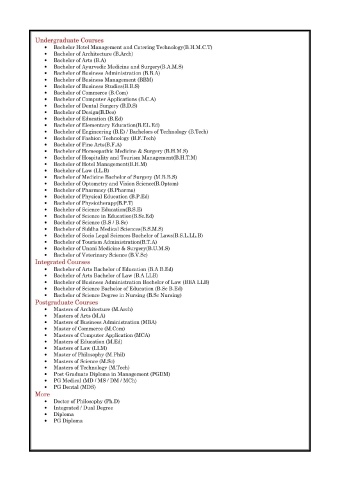 Undergraduate Courses
• Bachelor Hotel Management and Catering Technology(B.H.M.C.T)
• Bachelor of Architecture (B.Arch)
• Bachelor of Arts (B.A)
• Bachelor of Ayurvedic Medicine and Surgery(B.A.M.S)
• Bachelor of Business Administration (B.B.A)
• Bachelor of Business Management (BBM)
• Bachelor of Business Studies(B.B.S)
• Bachelor of Commerce (B.Com)
• Bachelor of Computer Applications (B.C.A)
• Bachelor of Dental Surgery (B.D.S)
• Bachelor of Design(B.Des)
• Bachelor of Education (B.Ed)
• Bachelor of Elementary Education(B.El.Ed)
• Bachelor of Engineering (B.E) / Bachelors of Technology (B.Tech)
• Bachelor of Fashion Technology (B.F.Tech)
• Bachelor of Fine Arts(B.F.A)
• Bachelor of Homeopathic Medicine & Surgery (B.H.M.S)
• Bachelor of Hospitality and Tourism Management(B.H.T.M)
• Bachelor of Hotel Management(B.H.M)
• Bachelor of Law (LL.B)
• Bachelor of Medicine Bachelor of Surgery (M.B.B.S)
• Bachelor of Optometry and Vision Science(B.Optom)
• Bachelor of Pharmacy (B.Pharma)
• Bachelor of Physical Education (B.P.Ed)
• Bachelor of Physiotherapy(B.P.T)
• Bachelor of Science Education(B.S.E)
• Bachelor of Science in Education(B.Sc.Ed)
• Bachelor of Science (B.S / B.Sc)
• Bachelor of Siddha Medical Sciences(B.S.M.S)
• Bachelor of Socio Legal Sciences Bachelor of Laws(B.S.L.LL.B)
• Bachelor of Tourism Administration(B.T.A)
• Bachelor of Unani Medicine & Surgery(B.U.M.S)
• Bachelor of Veterinary Science (B.V.Sc)
Integrated Courses
• Bachelor of Arts Bachelor of Education (B.A B.Ed)
• Bachelor of Arts Bachelor of Law (B.A LLB)
• Bachelor of Business Administration Bachelor of Law (BBA LLB)
• Bachelor of Science Bachelor of Education (B.Sc B.Ed)
• Bachelor of Science Degree in Nursing (B.Sc Nursing)
Postgraduate Courses
• Masters of Architecture (M.Arch)
• Masters of Arts (M.A)
• Masters of Business Administration (MBA)
• Master of Commerce (M.Com)
• Masters of Computer Application (MCA)
• Masters of Education (M.Ed)
• Masters of Law (LLM)
• Master of Philosophy (M.Phil)
• Masters of Science (M.Sc)
• Masters of Technology (M.Tech)
• Post Graduate Diploma in Management (PGDM)
• PG Medical (MD / MS / DM / MCh)
• PG Dental (MDS)
More
• Doctor of Philosophy (Ph.D)
• Integrated / Dual Degree
• Diploma
• PG Diploma